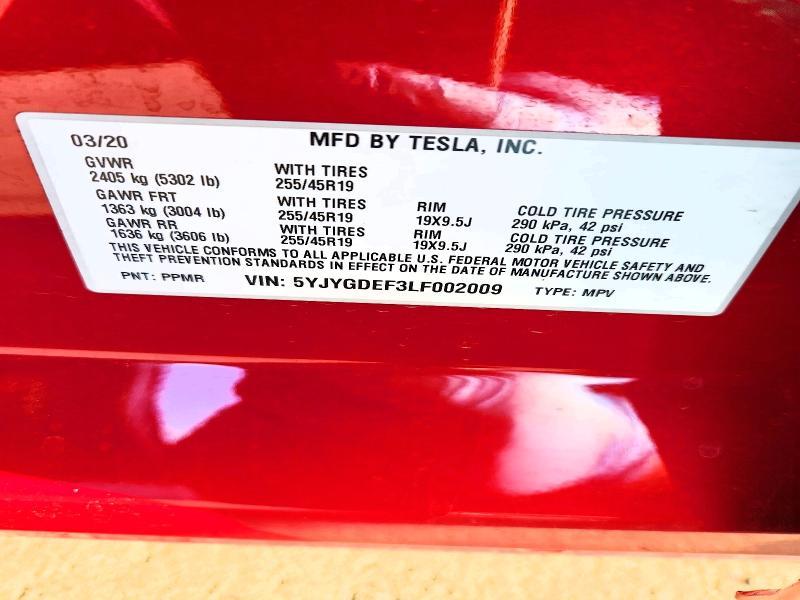 03/20 MFD BY TESLA, INC.
GVWR
2405 kg (5302 lb) WITH TIRES 255/45R19
GAWR FRT
1363 kg (3004 lb) WITH TIRES 255/45R19 RIM 19X9.5J COLD TIRE PRESSURE 290 kPa, 42 psi
GAWR RR
1636 kg (3606 lb) WITH TIRES 255/45R19 RIM 19X9.5J COLD TIRE PRESSURE 290 kPa, 42 psi
THIS VEHICLE CONFORMS TO ALL APPLICABLE U.S. FEDERAL MOTOR VEHICLE SAFETY AND
THEFT PREVENTION STANDARDS IN EFFECT ON THE DATE OF MANUFACTURE SHOWN ABOVE.
PNT: PPMR VIN: 5YJYGDEF3LF002009 TYPE: MPV